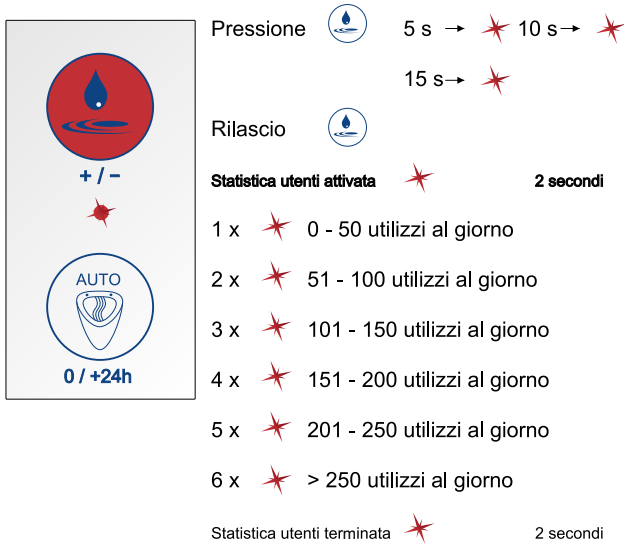 Pressione 5 s → 10 s →
15 s →
Rilascio
+ / −
Statistica utenti attivata 2 secondi
1 x 0 - 50 utilizzi al giorno
AUTO
2 x 51 - 100 utilizzi al giorno
3 x 101 - 150 utilizzi al giorno
0 / +24h
4 x 151 - 200 utilizzi al giorno
5 x 201 - 250 utilizzi al giorno
6 x > 250 utilizzi al giorno
Statistica utenti terminata 2 secondi